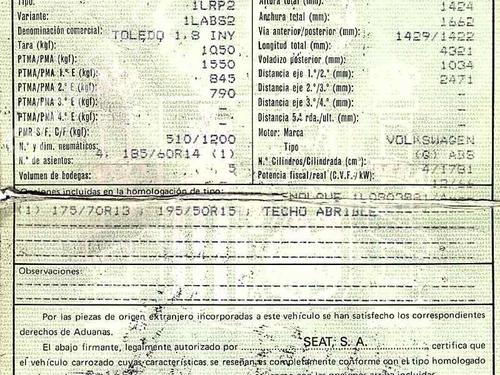 Tipo: 1LRP2
Variante: 1LABS2
Denominación comercial: TOLEDO 1,8 INY
Tara (kgf): 1050
PTMA/PMA (kgf): 1550
PTMA/PMA 1.º E (kgf): 845
PTMA/PMA 2.º E (kgf): 790
PTMA/PMA 3.º E (kgf): -
PTMA/PMA 4.º E (kgf): -
PMR S/F, C/F (kgf): 510/1200
N.º y dim. neumáticos: 4, 185/60R14 (1)
N.º de asientos: 5
Volumen de bodegas: -
Altura total (mm): 1424
Anchura total (mm): 1662
Vía anterior/posterior (mm): 1429/1422
Longitud total (mm): 4321
Voladizo posterior (mm): 1034
Distancia eje 1.º/2.º (mm): 2471
Distancia eje 2.º/3.º (mm): -
Distancia eje 3.º/4.º (mm): -
Distancia 5.ª rda./ult. (mm): -
Motor: Marca VOLKSWAGEN
Tipo (G) ABS
N.º Cilindros/Cilindrada (cm³): 4/1781
Potencia fiscal/real (C.V.F./kW):
Opciones incluidas en la homologación de tipo:
(1) 175/70R13 ; 195/50R15 ; TECHO ABRIBLE
Observaciones:
Por las piezas de origen extranjero incorporadas a este vehículo se han satisfecho los correspondientes
derechos de Aduanas.
El abajo firmante, legalmente autorizado por SEAT, S. A. , certifica que
el vehículo carrozado cuyas características se reseñan es completamente conforme con el tipo homologado